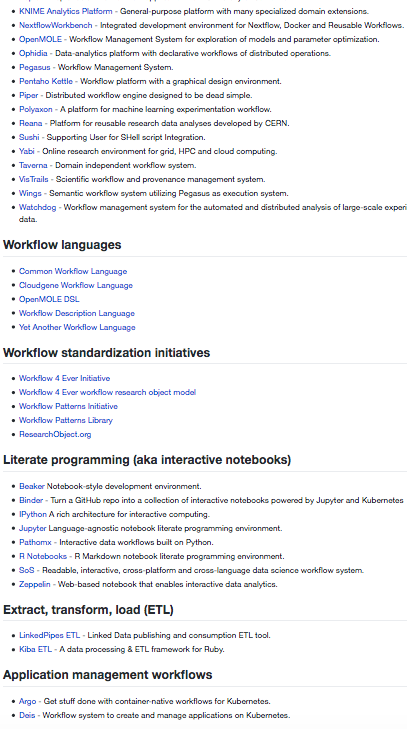 KNIME Analytics Platform - General-purpose platform with many specialized domain extensions.
NextflowWorkbench - Integrated development environment for Nextflow, Docker and Reusable Workflows.
OpenMOLE - Workflow Management System for exploration of models and parameter optimization.
Ophidia - Data-analytics platform with declarative workflows of distributed operations.
Pegasus - Workflow Management System.
Pentaho Kettle - Workflow platform with a graphical design environment.
Piper - Distributed workflow engine designed to be dead simple.
Polyaxon - A platform for machine learning experimentation workflow.
Reana - Platform for reusable research data analyses developed by CERN.
Sushi - Supporting User for SHell script Integration.
Yabi - Online research environment for grid, HPC and cloud computing.
Taverna - Domain independent workflow system.
VisTrails - Scientific workflow and provenance management system.
Wings - Semantic workflow system utilizing Pegasus as execution system.
Watchdog - Workflow management system for the automated and distributed analysis of large-scale experi
data.
Workflow languages
Common Workflow Language
Cloudgene Workflow Language
OpenMOLE DSL
Workflow Description Language
Yet Another Workflow Language
Workflow standardization initiatives
Workflow 4 Ever Initiative
Workflow 4 Ever workflow research object model
Workflow Patterns Initiative
Workflow Patterns Library
ResearchObject.org
Literate programming (aka interactive notebooks)
Beaker Notebook-style development environment.
Binder - Turn a GitHub repo into a collection of interactive notebooks powered by Jupyter and Kubernetes
IPython A rich architecture for interactive computing.
Jupyter Language-agnostic notebook literate programming environment.
Pathomx - Interactive data workflows built on Python.
R Notebooks - R Markdown notebook literate programming environment.
SoS - Readable, interactive, cross-platform and cross-language data science workflow system.
Zeppelin - Web-based notebook that enables interactive data analytics.
Extract, transform, load (ETL)
LinkedPipes ETL - Linked Data publishing and consumption ETL tool.
Kiba ETL - A data processing & ETL framework for Ruby.
Application management workflows
Argo - Get stuff done with container-native workflows for Kubernetes.
Deis - Workflow system to create and manage applications on Kubernetes.